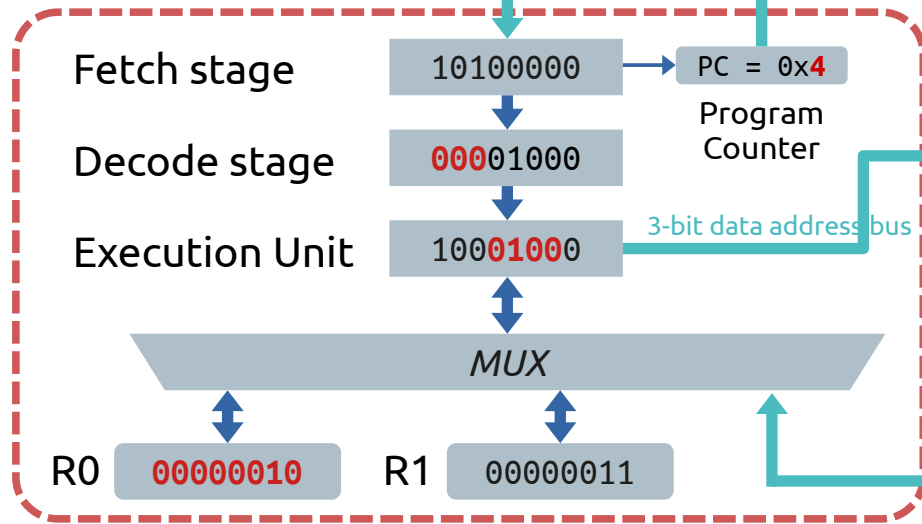 Fetch stage
10100000
PC = 0x4
Program
Counter
Decode stage
00001000
Execution Unit
10001000
3-bit data address bus
MUX
R0
00000010
R1
00000011